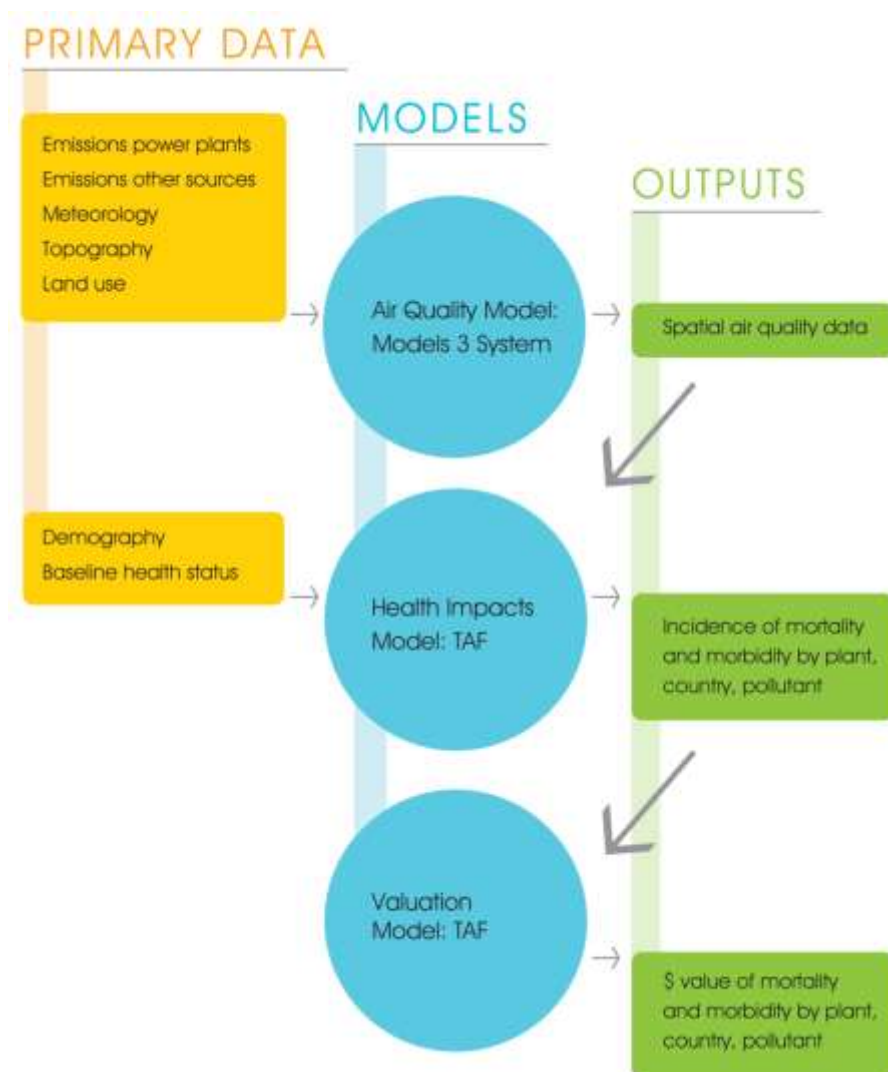 PRIMARY DATA
Emissions power plants
Emissions other sources
Meteorology
Topography
Land use
Demography
Baseline health status
MODELS
Air Quality Model:
Models 3 System
Health Impacts
Model: TAF
Valuation
Model: TAF
OUTPUTS
Spatial air quality data
Incidence of mortality
and morbidity by plant,
country, pollutant
$ value of mortality
and morbidity by plant,
country, pollutant